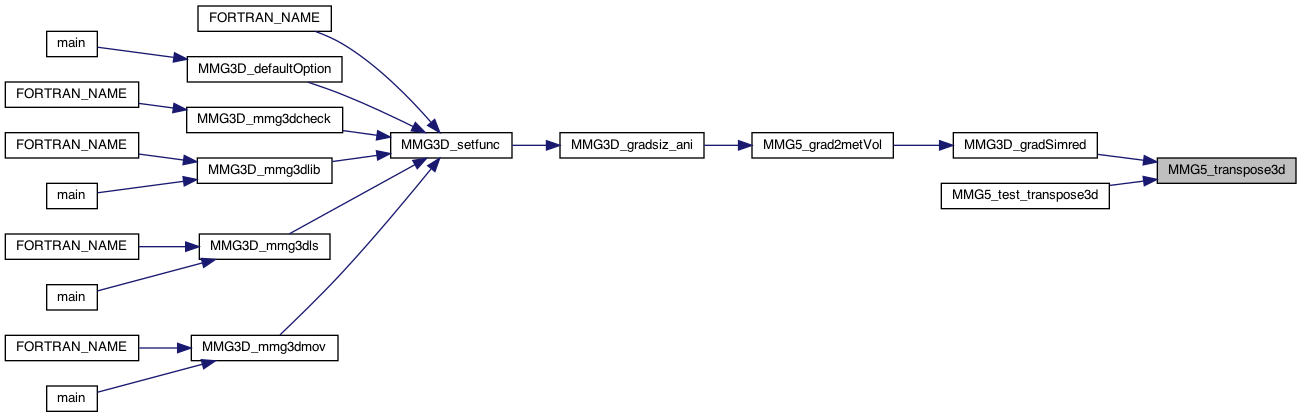 FORTRAN_NAME
main
MMG3D_defaultOption
FORTRAN_NAME
MMG3D_mmg3dcheck
FORTRAN_NAME
MMG3D_setfunc
MMG3D_gradsiz_ani
MMG5_grad2metVol
MMG3D_gradSimred
MMG3D_mmg3dlib
MMG5_transpose3d
main
MMG5_test_transpose3d
FORTRAN_NAME
MMG3D_mmg3dls
main
FORTRAN_NAME
MMG3D_mmg3dmov
main